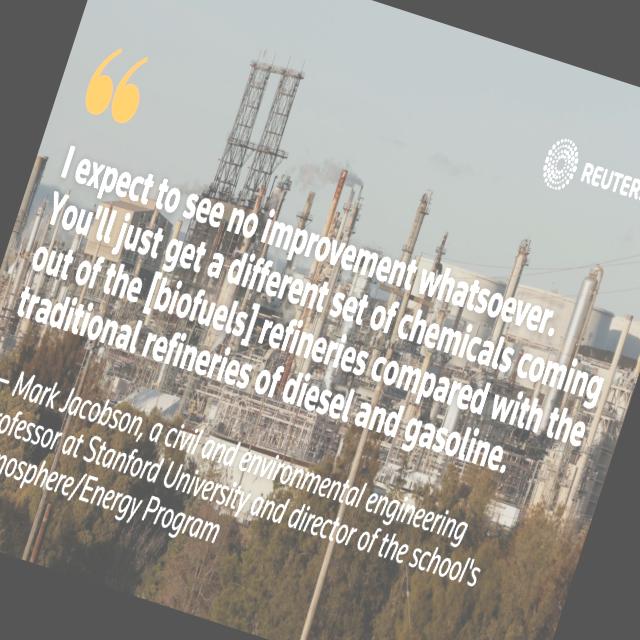 “
REUTER
I expect to see no improvement whatsoever.
You'll just get a different set of chemicals coming
out of the [biofuels] refineries compared with the
traditional refineries of diesel and gasoline.
– Mark Jacobson a civil and environmental engineering
ofessor at Stanford University and director of the school's
mosphere/Energy Program